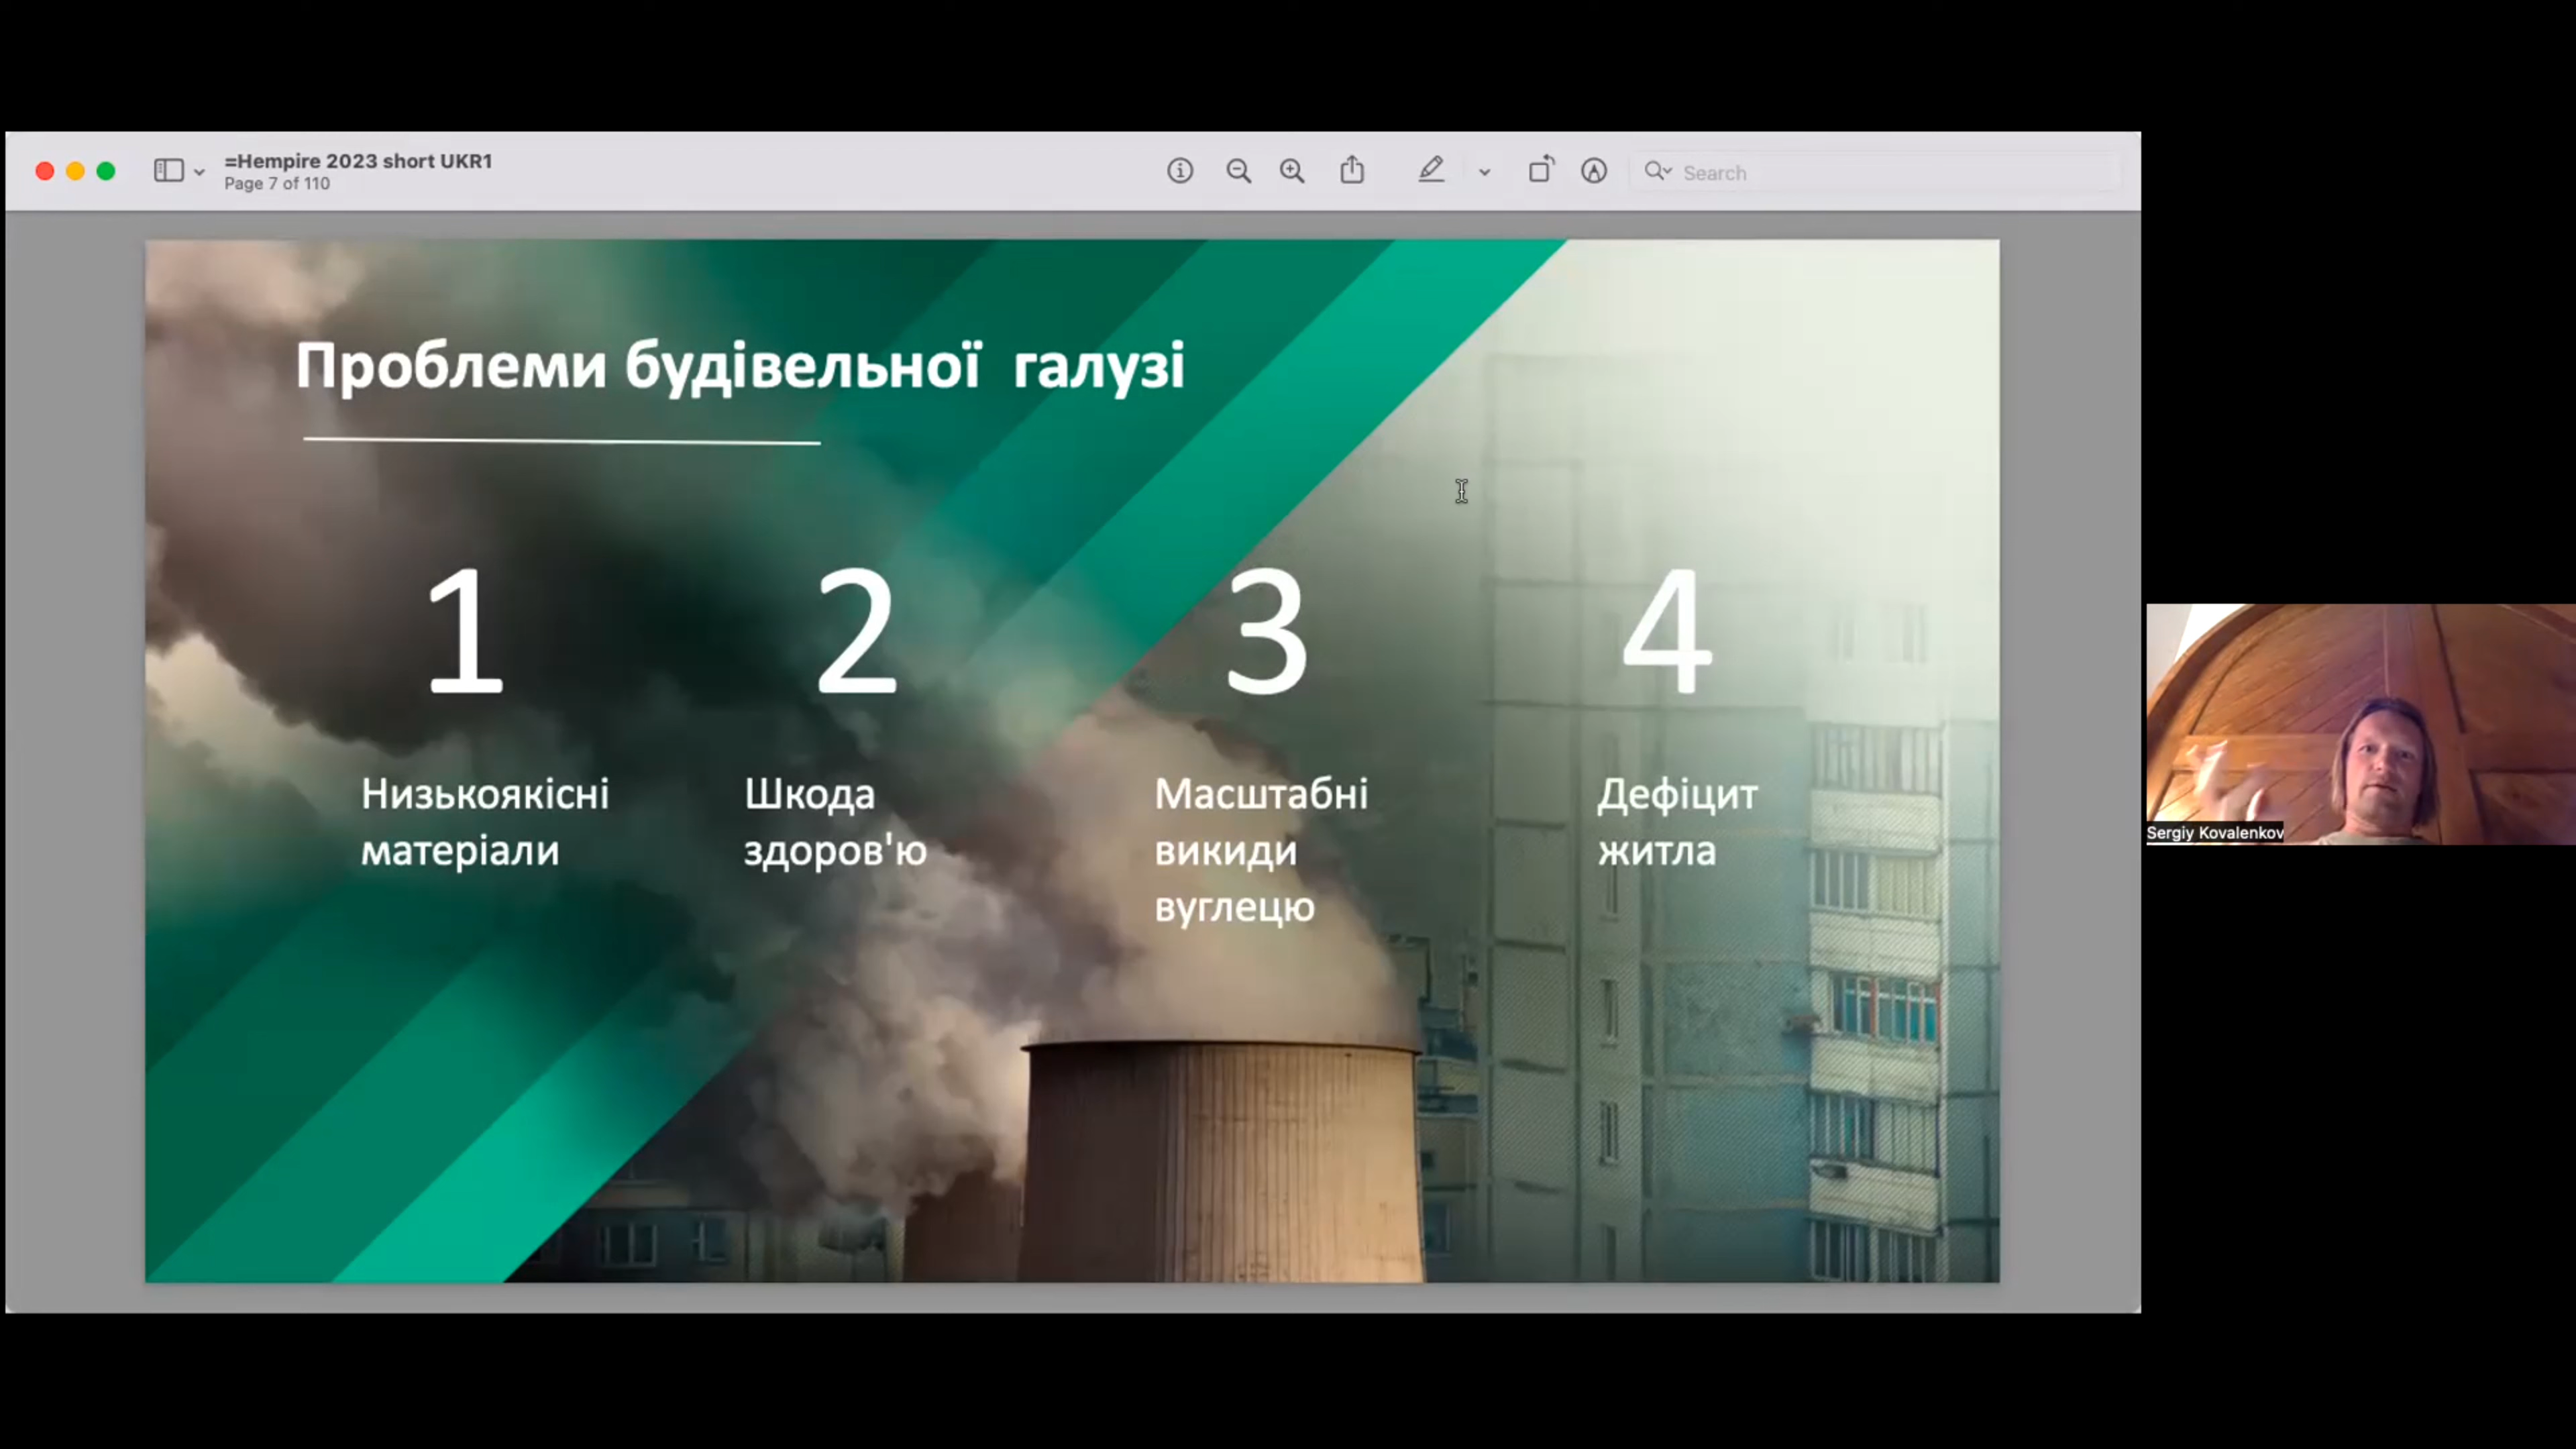 =Hempire 2023 short UKR1
Page 7 of 110
Search
Проблеми будівельної галузі
1
2
3
4
Низькоякісні
матеріали
Шкода
здоров'ю
Масштабні
викиди
вуглецю
Дефіцит
житла
Sergiy Kovalenkov